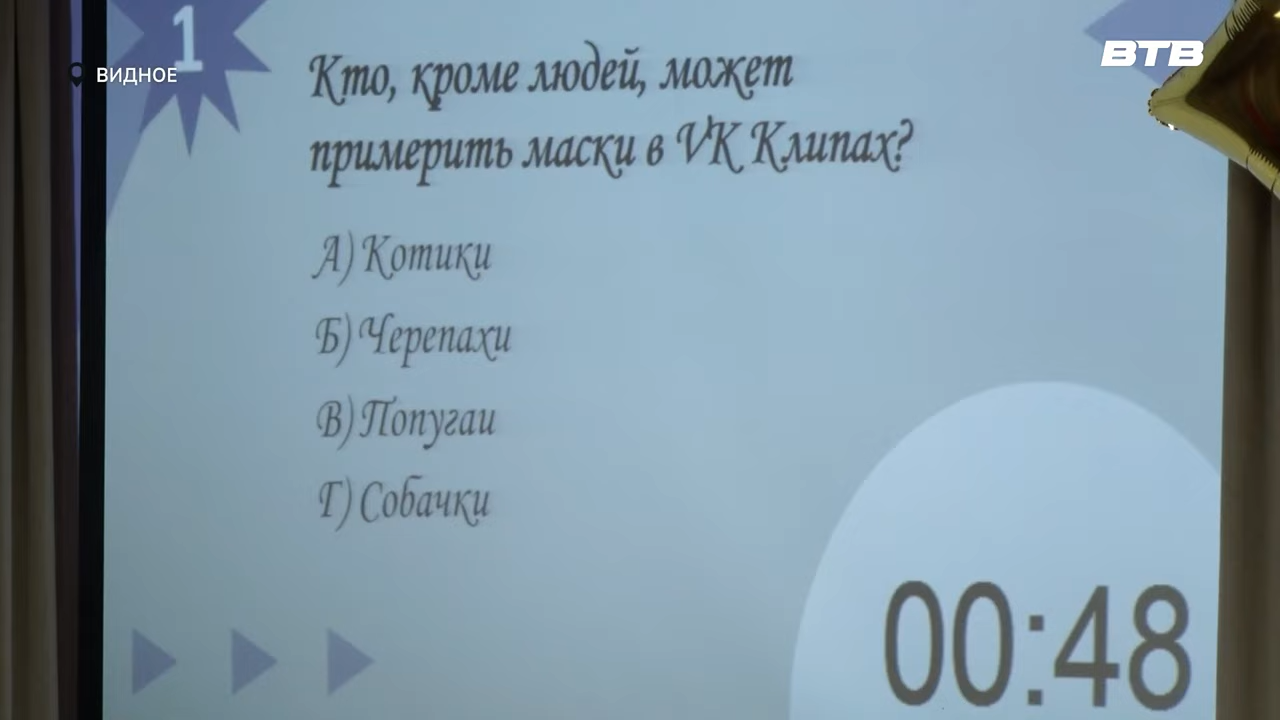 1
ВИДНОЕ
ВТВ
Кто, кроме людей, может
примерить маски в VK Клипах?
А) Котики
Б) Черепахи
В) Попугаи
Г) Собачки
00:48